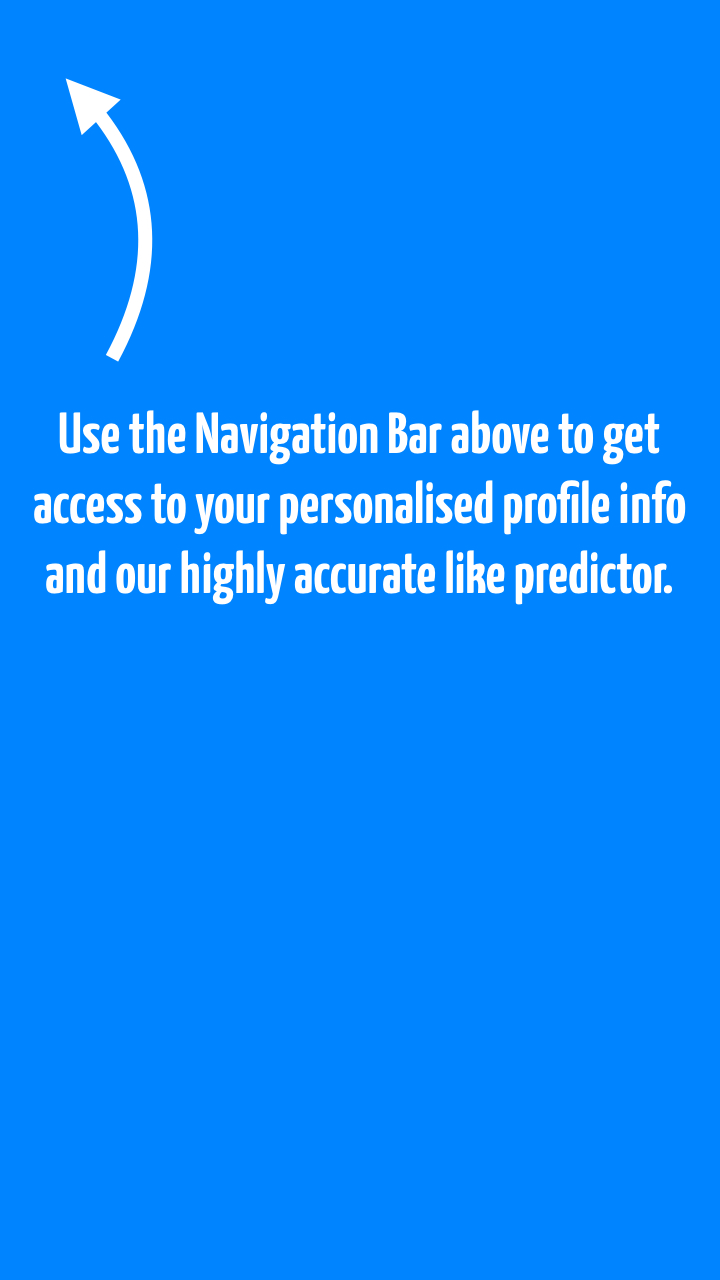 Use the Navigation Bar above to get
access to your personalised profile info
and our highly accurate like predictor.